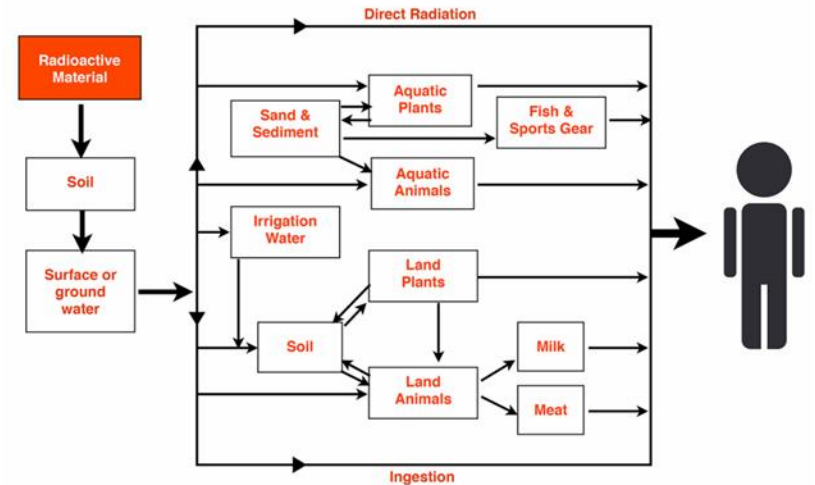 Direct Radiation
Radioactive
Material
Aquatic
Plants
Sand &
Sediment
Fish &
Sports Gear
Soil
Aquatic
Animals
Irrigation
Water
Surface or
ground
water
Land
Plants
Soil
Milk
Land
Animals
Meat
Ingestion